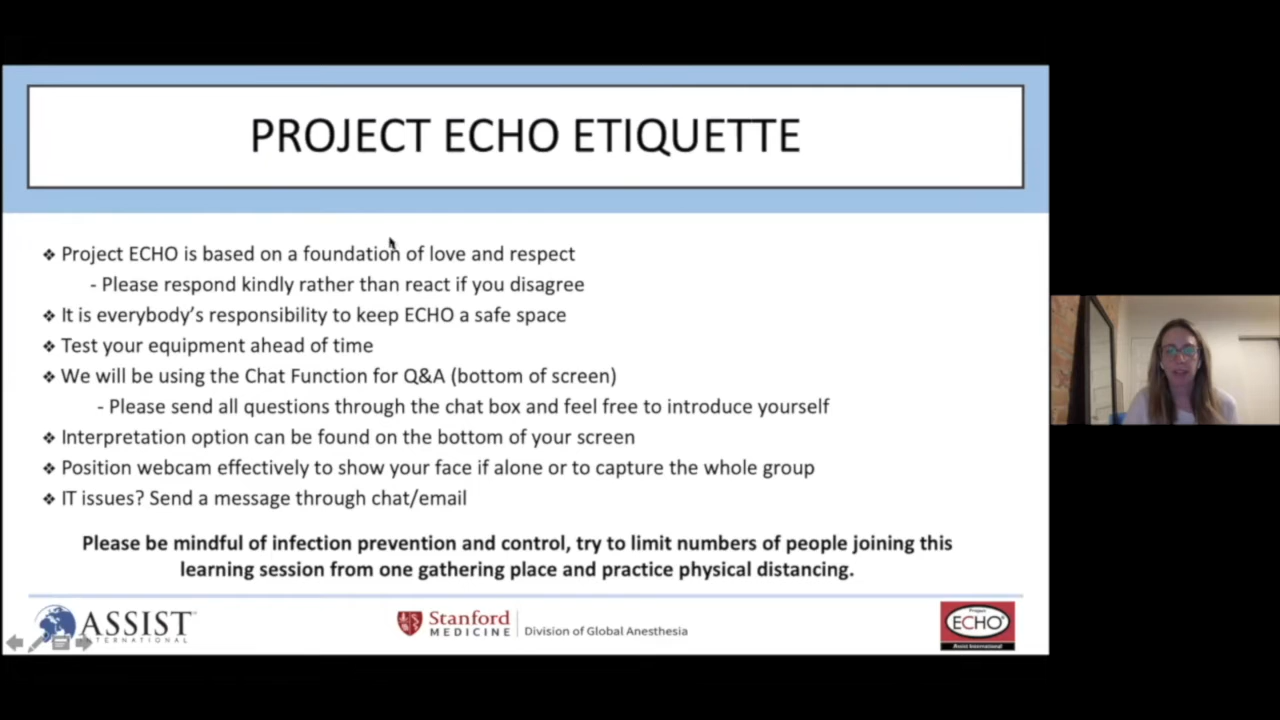 PROJECT ECHO ETIQUETTE
❖ Project ECHO is based on a foundation of love and respect
- Please respond kindly rather than react if you disagree
❖ It is everybody's responsibility to keep ECHO a safe space
❖ Test your equipment ahead of time
❖ We will be using the Chat Function for Q&A (bottom of screen)
- Please send all questions through the chat box and feel free to introduce yourself
❖ Interpretation option can be found on the bottom of your screen
❖ Position webcam effectively to show your face if alone or to capture the whole group
❖ IT issues? Send a message through chat/email
Please be mindful of infection prevention and control, try to limit numbers of people joining this
learning session from one gathering place and practice physical distancing.
ASSIST
INTERNATIONAL
Stanford
MEDICINE
Division of Global Anesthesia
Project
ECHO®
Assist International